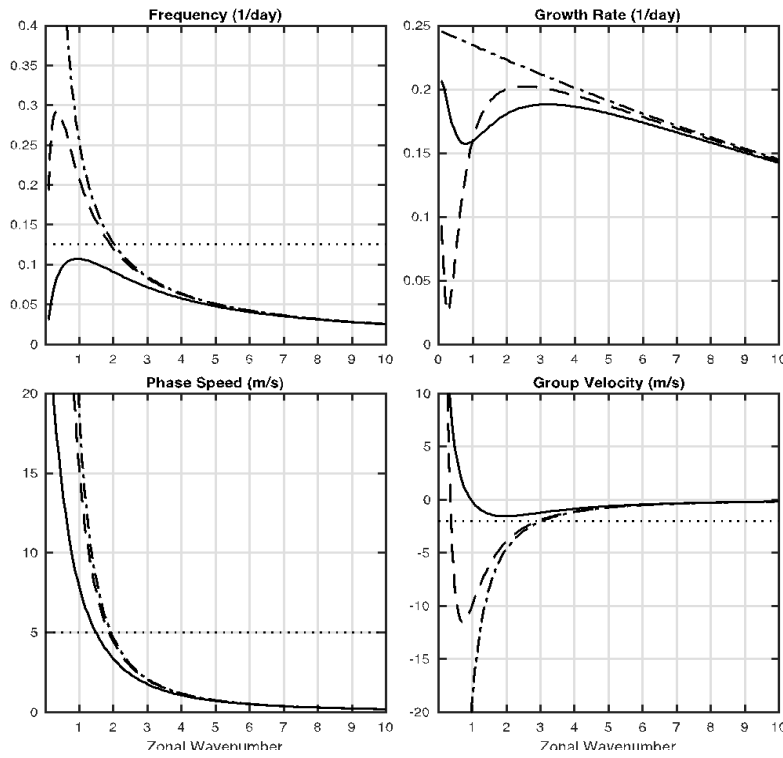 Frequency (1/day)
0.4
0.35
0.3
0.25
0.2
0.15
0.1
0.05
0
1 2 3 4 5 6 7 8 9 10
Growth Rate (1/day)
0.25
0.2
0.15
0.1
0.05
0
0 1 2 3 4 5 6 7 8 9 10
Phase Speed (m/s)
20
15
10
5
0
0 1 2 3 4 5 6 7 8 9 10
Zonal Wavenumber
Group Velocity (m/s)
10
5
0
-5
-10
-15
-20
1 2 3 4 5 6 7 8 9 10
Zonal Wavenumber